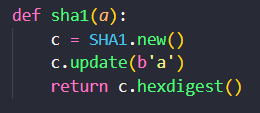 def sha1(a):
    c = SHA1.new()
    c.update(b'a')
    return c.hexdigest()